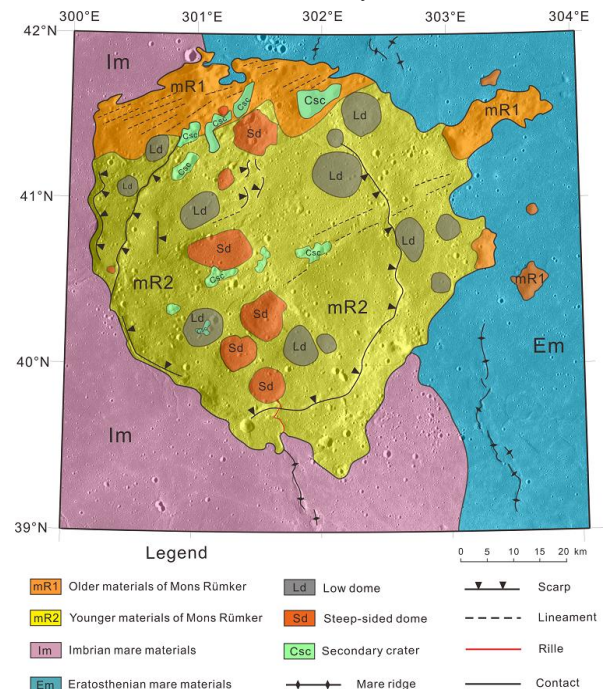 300°E 301°E 302°E 303°E 304°E
42°N
Im
mR1
Csc
Csc
Csc
Csc
Ld
mR1
Sd
Ld
Csc
41°N
Ld
Ld
Ld
Ld
Sd
Csc
Csc
mR2
mR1
Ld
Sd
mR2
Sd
Ld
Em
40°N
Sd
Im
39°N
Legend
0 5 10 15 20 km
mR1 Older materials of Mons Rümker
Ld Low dome
Scarp
mR2 Younger materials of Mons Rümker
Sd Steep-sided dome
Lineament
Im Imbrian mare materials
Csc Secondary crater
Rille
Em Eratosthenian mare materials
Mare ridge
Contact